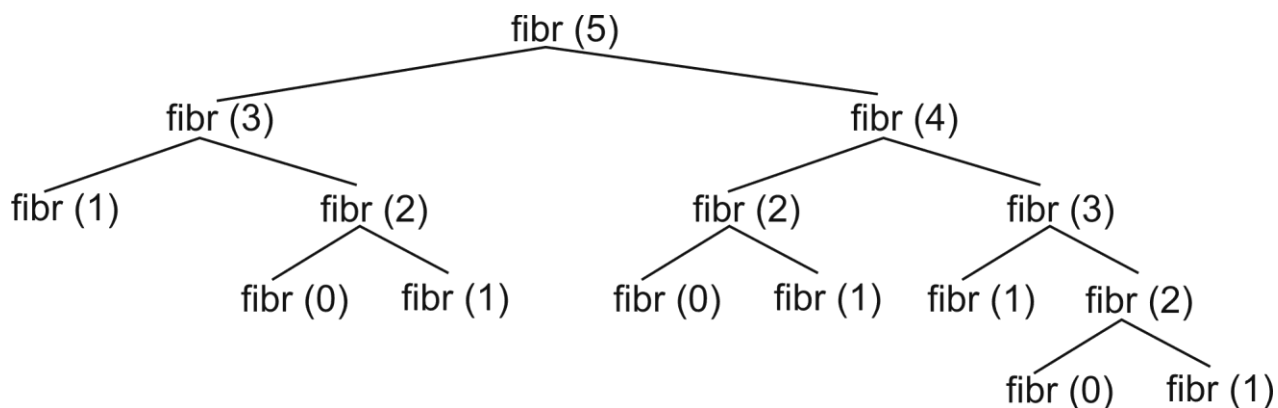 fibr (5)
fibr (3) fibr (4)
fibr (1) fibr (2) fibr (2) fibr (3)
fibr (0) fibr (1) fibr (0) fibr (1) fibr (1) fibr (2)
fibr (0) fibr (1)